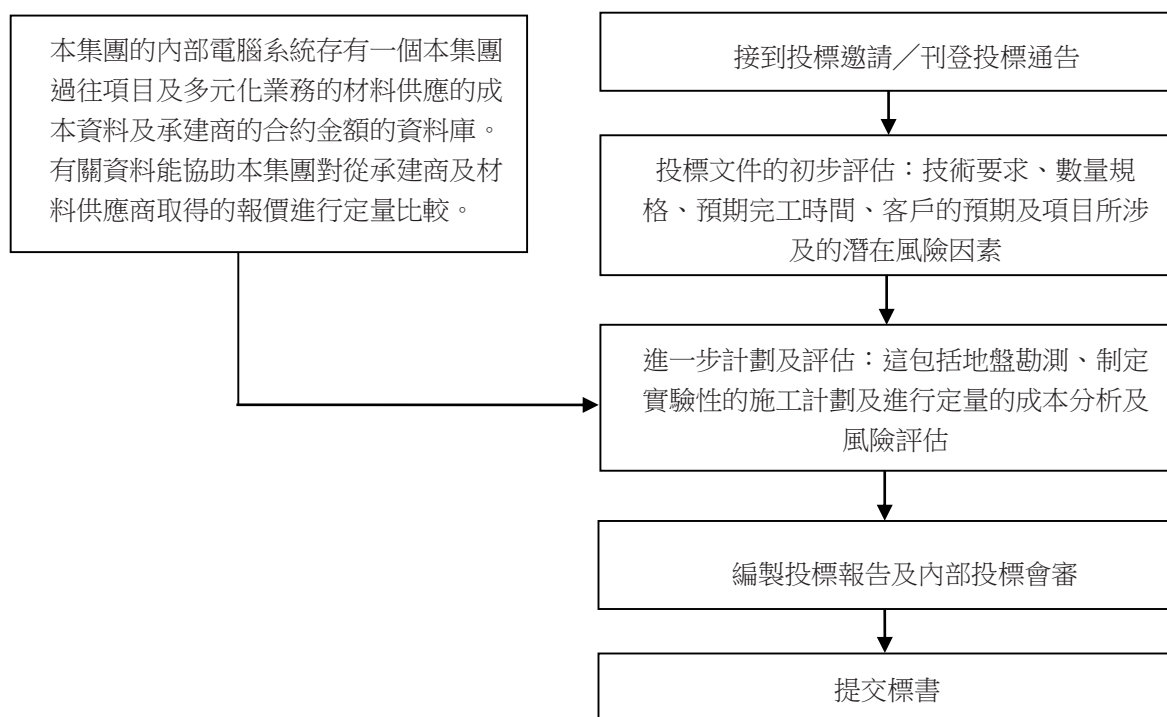 本集團的內部電腦系統存有一個本集團
過往項目及多元化業務的材料供應的成
本資料及承建商的合約金額的資料庫。
有關資料能協助本集團對從承建商及材
料供應商取得的報價進行定量比較。
接到投標邀請／刊登投標通告
投標文件的初步評估：技術要求、數量規
格、預期完工時間、客戶的預期及項目所涉
及的潛在風險因素
進一步計劃及評估：這包括地盤勘測、制定
實驗性的施工計劃及進行定量的成本分析及
風險評估
編製投標報告及內部投標會審
提交標書